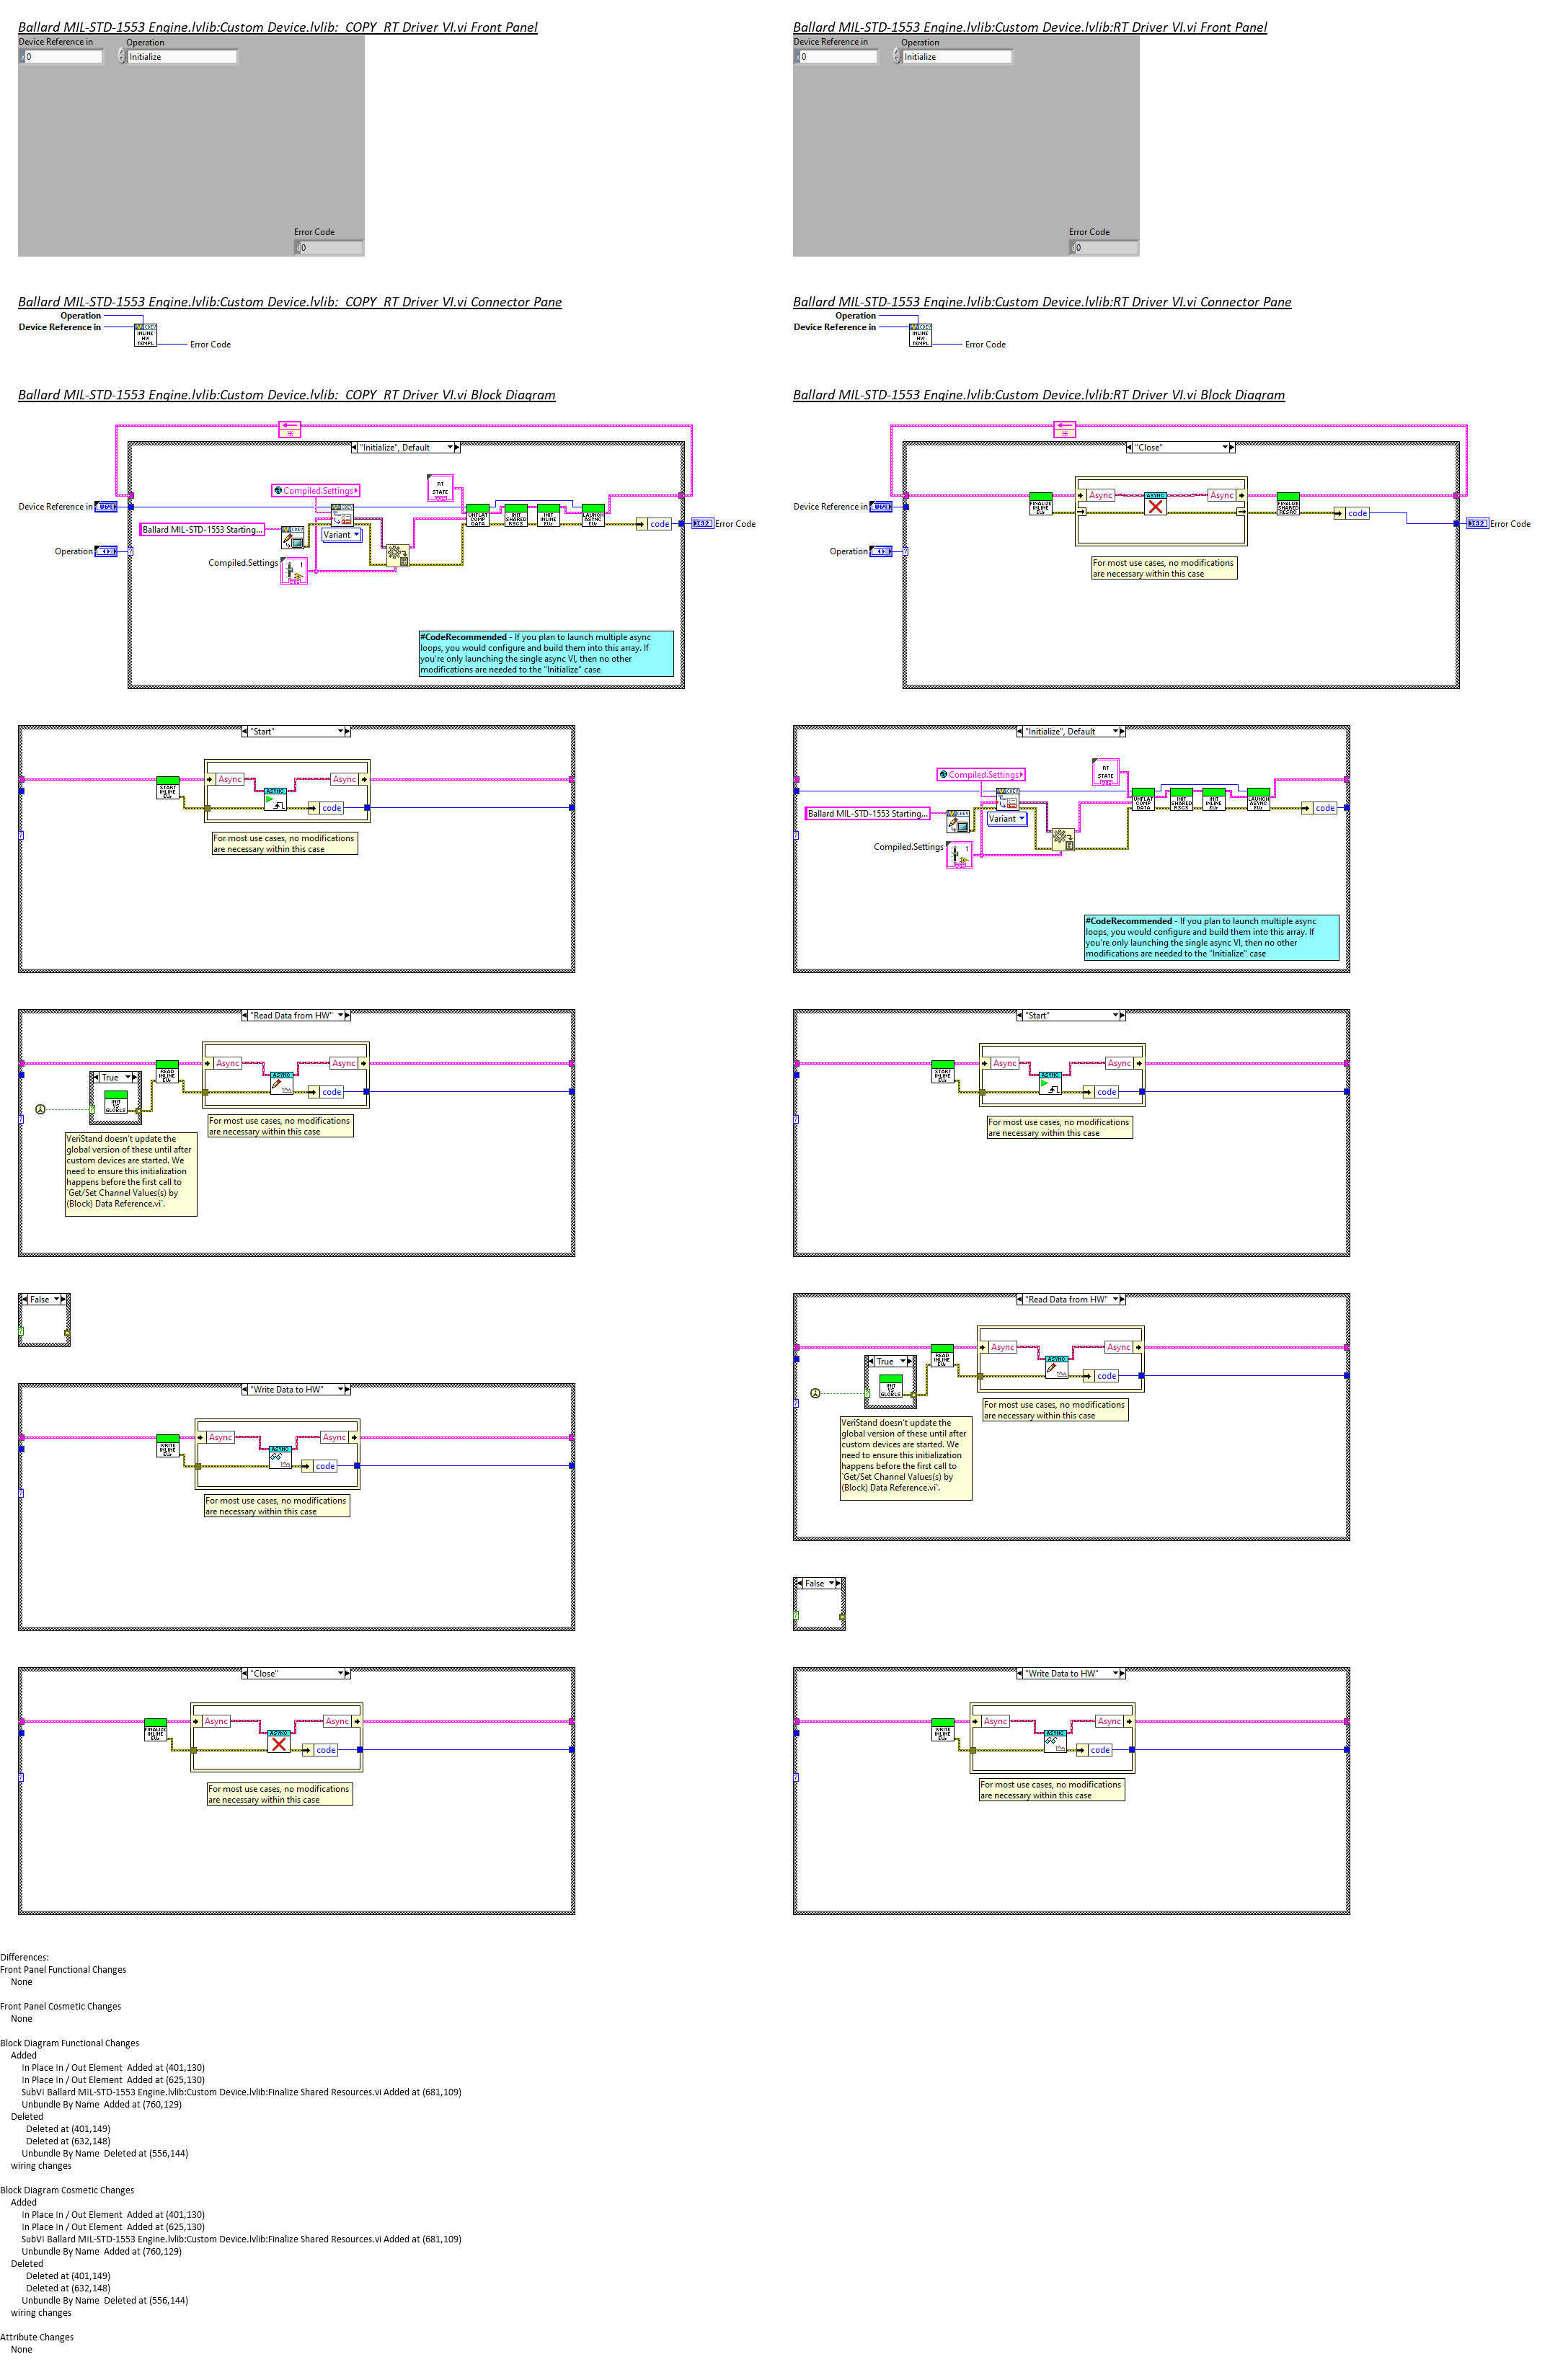 Ballard MIL-STD-1553 Engine.lvlib:Custom Device.lvlib:_COPY_RT Driver VI.vi Front Panel
Device Reference in
Operation
0
Initialize
Error Code
0
Ballard MIL-STD-1553 Engine.lvlib:Custom Device.lvlib:_COPY_RT Driver VI.vi Connector Pane
Operation
Device Reference in
INLINE
HW
TEMPL
Error Code
Ballard MIL-STD-1553 Engine.lvlib:Custom Device.lvlib:_COPY_RT Driver VI.vi Block Diagram
"Initialize", Default
RT
STATE
Compiled.Settings
Device Reference in
Ballard MIL-STD-1553 Starting...
UNFLAT
COMP
DATA
INIT
SHARED
RSCS
INIT
INLINE
LAUNCH
ASYNC
code
I32
Error Code
Variant
Operation
Compiled.Settings
#CodeRecommended - If you plan to launch multiple async
loops, you would configure and build them into this array. If
you're only launching the single async VI, then no other
modifications are needed to the "Initialize" case
"Start"
Async
ASYNC
Async
START
INLINE
code
For most use cases, no modifications
are necessary within this case
"Read Data from HW"
Async
Async
READ
INLINE
True
ASYNC
INIT
VS
GLOBLS
code
For most use cases, no modifications
are necessary within this case
VeriStand doesn't update the
global version of these until after
custom devices are started. We
need to ensure this initialization
happens before the first call to
`Get/Set Channel Values(s) by
(Block) Data Reference.vi`.
False
"Write Data to HW"
Async
Async
WRITE
INLINE
ASYNC
code
For most use cases, no modifications
are necessary within this case
"Close"
Async
Async
FINALIZE
INLINE
ASYNC
code
For most use cases, no modifications
are necessary within this case
Ballard MIL-STD-1553 Engine.lvlib:Custom Device.lvlib:RT Driver VI.vi Front Panel
Device Reference in
Operation
0
Initialize
Error Code
0
Ballard MIL-STD-1553 Engine.lvlib:Custom Device.lvlib:RT Driver VI.vi Connector Pane
Operation
Device Reference in
INLINE
HW
TEMPL
Error Code
Ballard MIL-STD-1553 Engine.lvlib:Custom Device.lvlib:RT Driver VI.vi Block Diagram
"Close"
Async
ASYNC
Async
Device Reference in
FINALIZE
INLINE
FINALIZE
SHARED
RESRC
code
I32
Error Code
Operation
For most use cases, no modifications
are necessary within this case
"Initialize", Default
RT
STATE
Compiled.Settings
Ballard MIL-STD-1553 Starting...
UNFLAT
COMP
DATA
INIT
SHARED
RSCS
INIT
INLINE
LAUNCH
ASYNC
code
Variant
Compiled.Settings
#CodeRecommended - If you plan to launch multiple async
loops, you would configure and build them into this array. If
you're only launching the single async VI, then no other
modifications are needed to the "Initialize" case
"Start"
Async
Async
START
INLINE
ASYNC
code
For most use cases, no modifications
are necessary within this case
"Read Data from HW"
Async
Async
READ
INLINE
True
ASYNC
INIT
VS
GLOBLS
code
For most use cases, no modifications
are necessary within this case
VeriStand doesn't update the
global version of these until after
custom devices are started. We
need to ensure this initialization
happens before the first call to
`Get/Set Channel Values(s) by
(Block) Data Reference.vi`.
False
"Write Data to HW"
Async
Async
WRITE
INLINE
ASYNC
code
For most use cases, no modifications
are necessary within this case
Differences:
Front Panel Functional Changes
None
Front Panel Cosmetic Changes
None
Block Diagram Functional Changes
Added
In Place In / Out Element  Added at (401,130)
In Place In / Out Element  Added at (625,130)
SubVI Ballard MIL-STD-1553 Engine.lvlib:Custom Device.lvlib:Finalize Shared Resources.vi Added at (681,109)
Unbundle By Name  Added at (760,129)
Deleted
Deleted at (401,149)
Deleted at (632,148)
Unbundle By Name  Deleted at (556,144)
wiring changes
Block Diagram Cosmetic Changes
Added
In Place In / Out Element  Added at (401,130)
In Place In / Out Element  Added at (625,130)
SubVI Ballard MIL-STD-1553 Engine.lvlib:Custom Device.lvlib:Finalize Shared Resources.vi Added at (681,109)
Unbundle By Name  Added at (760,129)
Deleted
Deleted at (401,149)
Deleted at (632,148)
Unbundle By Name  Deleted at (556,144)
wiring changes
Attribute Changes
None